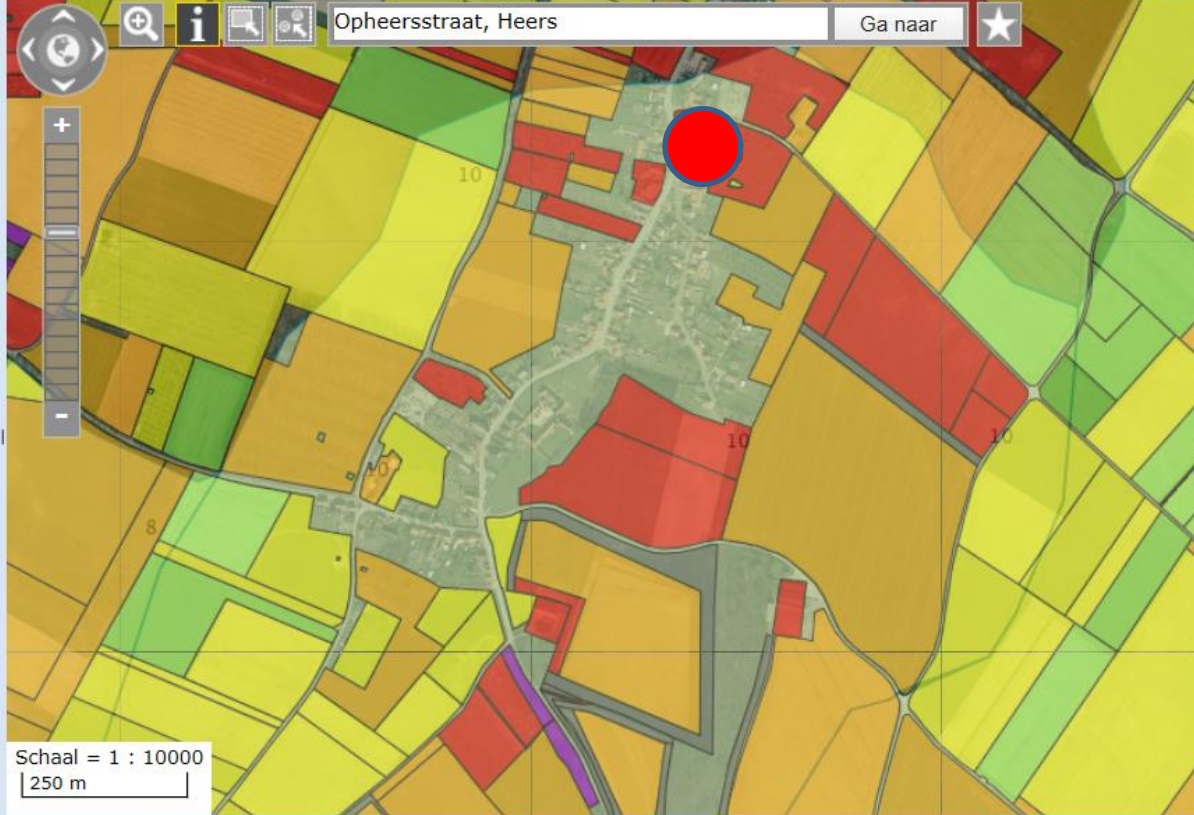 Opheersstraat, Heers
Ga naar
i
+
-
10
10
10
10
8
Schaal = 1 : 10000
250 m